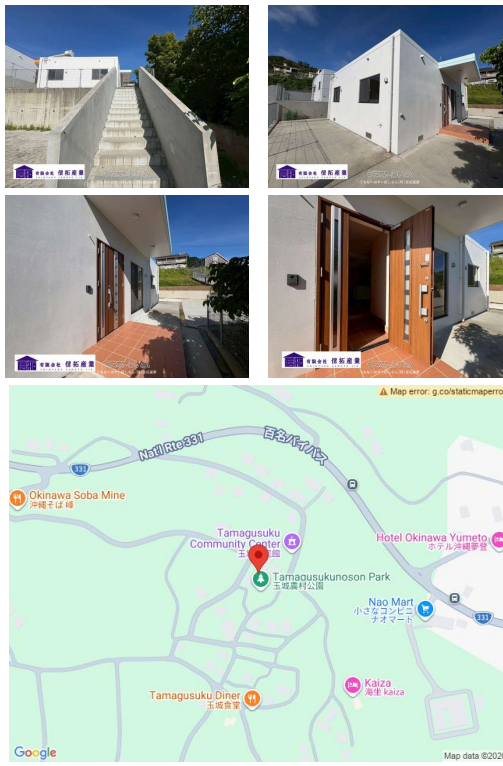 有限会社 信拓産業
有限会社 信拓産業
有限会社 信拓産業
有限会社 信拓産業
Map error: g.co/staticmaperro
Nat'l Rte 331
百名バイパス
331
Okinawa Soba Mine
沖縄そば 峰
Tamagusuku
Community Center
Hotel Okinawa Yumeto
ホテル沖縄夢登
Tamagusukunoson Park
玉城農村公園
Nao Mart
小さなコンビニ
ナオマート
331
Kaiza
海坐 kaiza
Tamagusuku Diner
玉城食堂
Google
Map data ©202